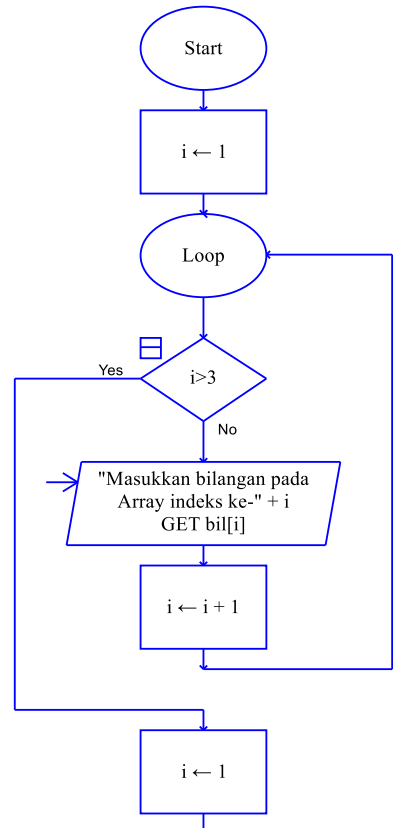 Start
i ← 1
Loop
i>3
Yes
No
"Masukkan bilangan pada
Array indeks ke-" + i
GET bil[i]
i ← i + 1
i ← 1